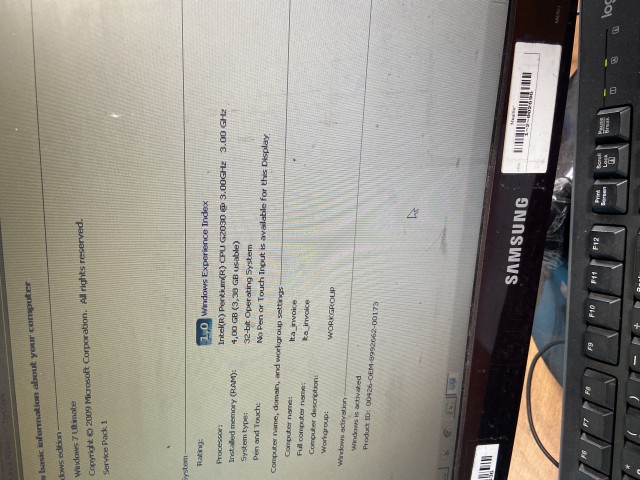 basic information about your computer
dows edition
Windows 7 Ultimate
Copyright © 2009 Microsoft Corporation. All rights reserved.
Service Pack 1
ystem
Rating: 1,0 Windows Experience Index
Processor: Intel(R) Pentium(R) CPU G2030 @ 3.00GHz 3.00 GHz
Installed memory (RAM): 4,00 GB (3,38 GB usable)
System type: 32-bit Operating System
Pen and Touch: No Pen or Touch Input is available for this Display
Computer name, domain, and workgroup settings
Computer name: lta_invoice
Full computer name: lta_invoice
Computer description:
Workgroup: WORKGROUP
Windows activation
Windows is activated
Product ID: 00426-OEM-8992662-00173
SAMSUNG
MENU
log
Print Screen
Scroll Lock
Pause Break
F6
F7
F8
F9
F10
F11
F12